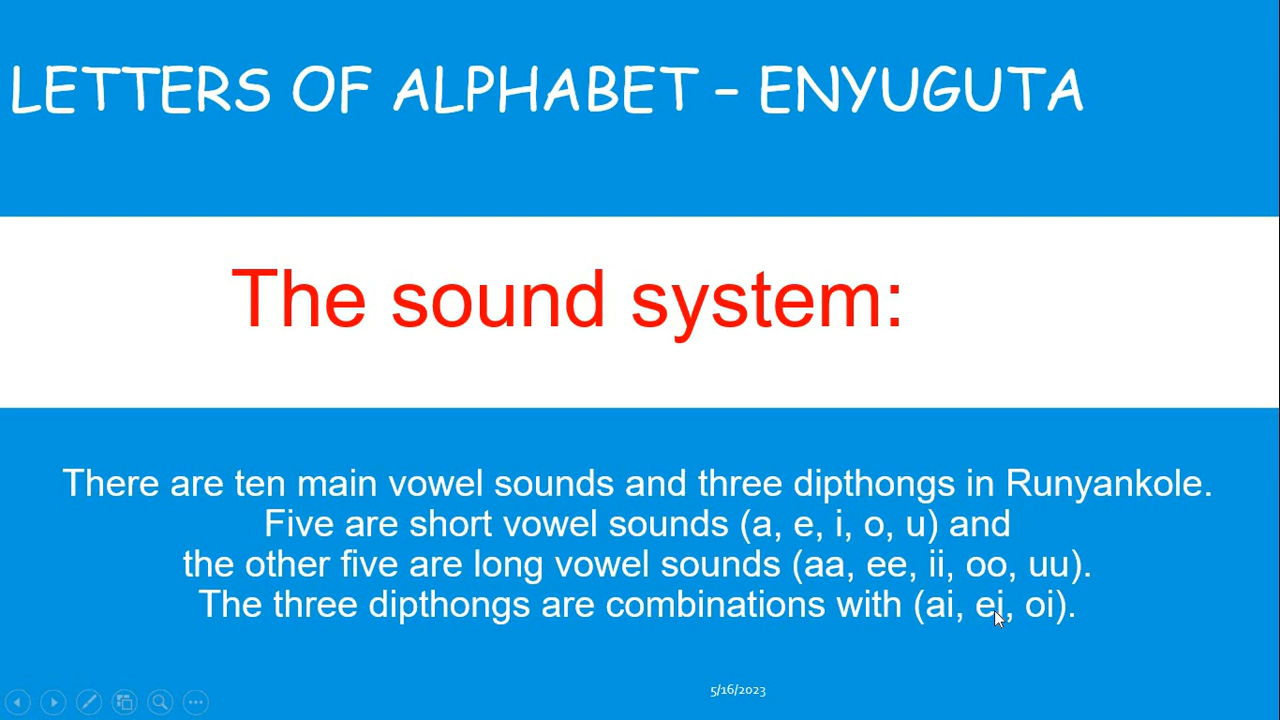 LETTERS OF ALPHABET – ENYUGUTA
The sound system:
There are ten main vowel sounds and three dipthongs in Runyankole.
Five are short vowel sounds (a, e, i, o, u) and
the other five are long vowel sounds (aa, ee, ii, oo, uu).
The three dipthongs are combinations with (ai, ei, oi).
5/16/2023